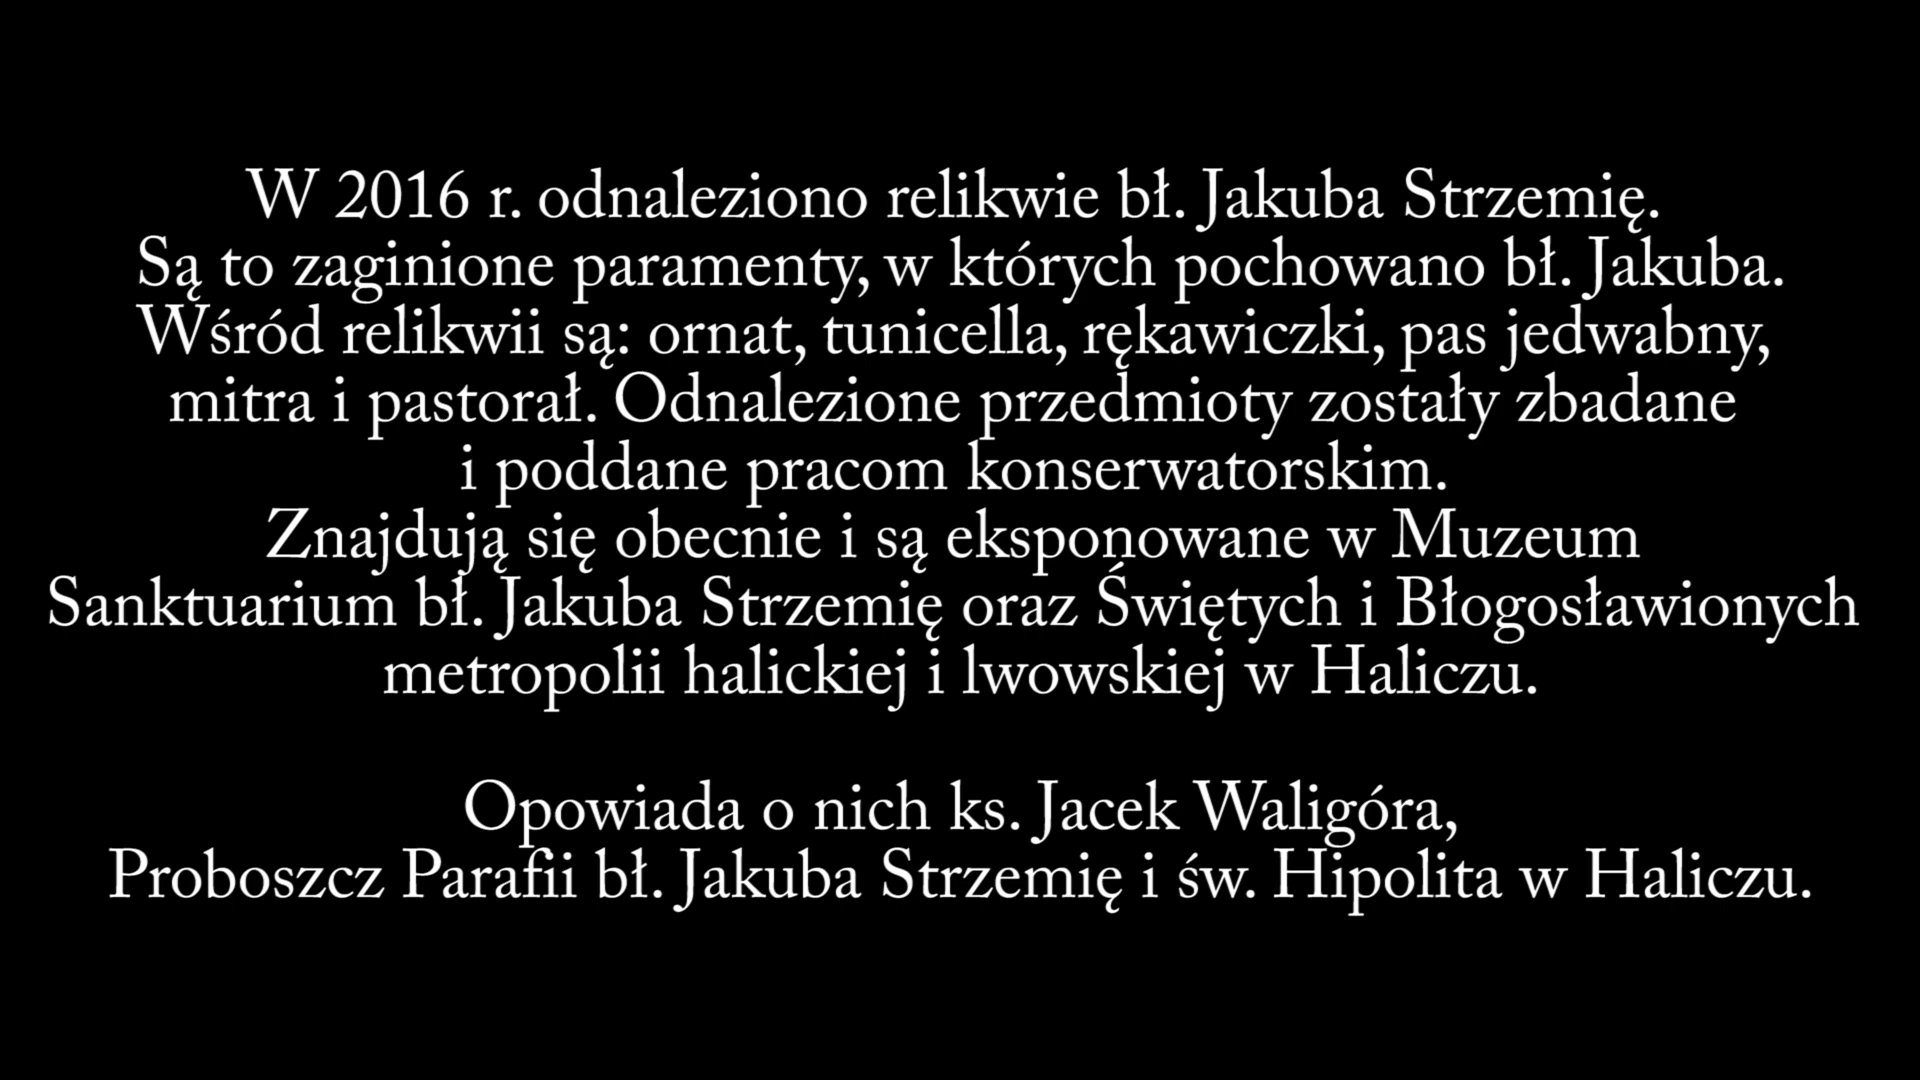 W 2016 r. odnaleziono relikwie bł. Jakuba Strzemię.
Są to zaginione paramenty, w których pochowano bł. Jakuba.
Wśród relikwii są: ornat, tunicella, rękawiczki, pas jedwabny,
mitra i pastorał. Odnalezione przedmioty zostały zbadane
i poddane pracom konserwatorskim.
Znajdują się obecnie i są eksponowane w Muzeum
Sanktuarium bł. Jakuba Strzemię oraz Świętych i Błogosławionych
metropolii halickiej i lwowskiej w Haliczu.
Opowiada o nich ks. Jacek Waligóra,
Proboszcz Parafii bł. Jakuba Strzemię i św. Hipolita w Haliczu.